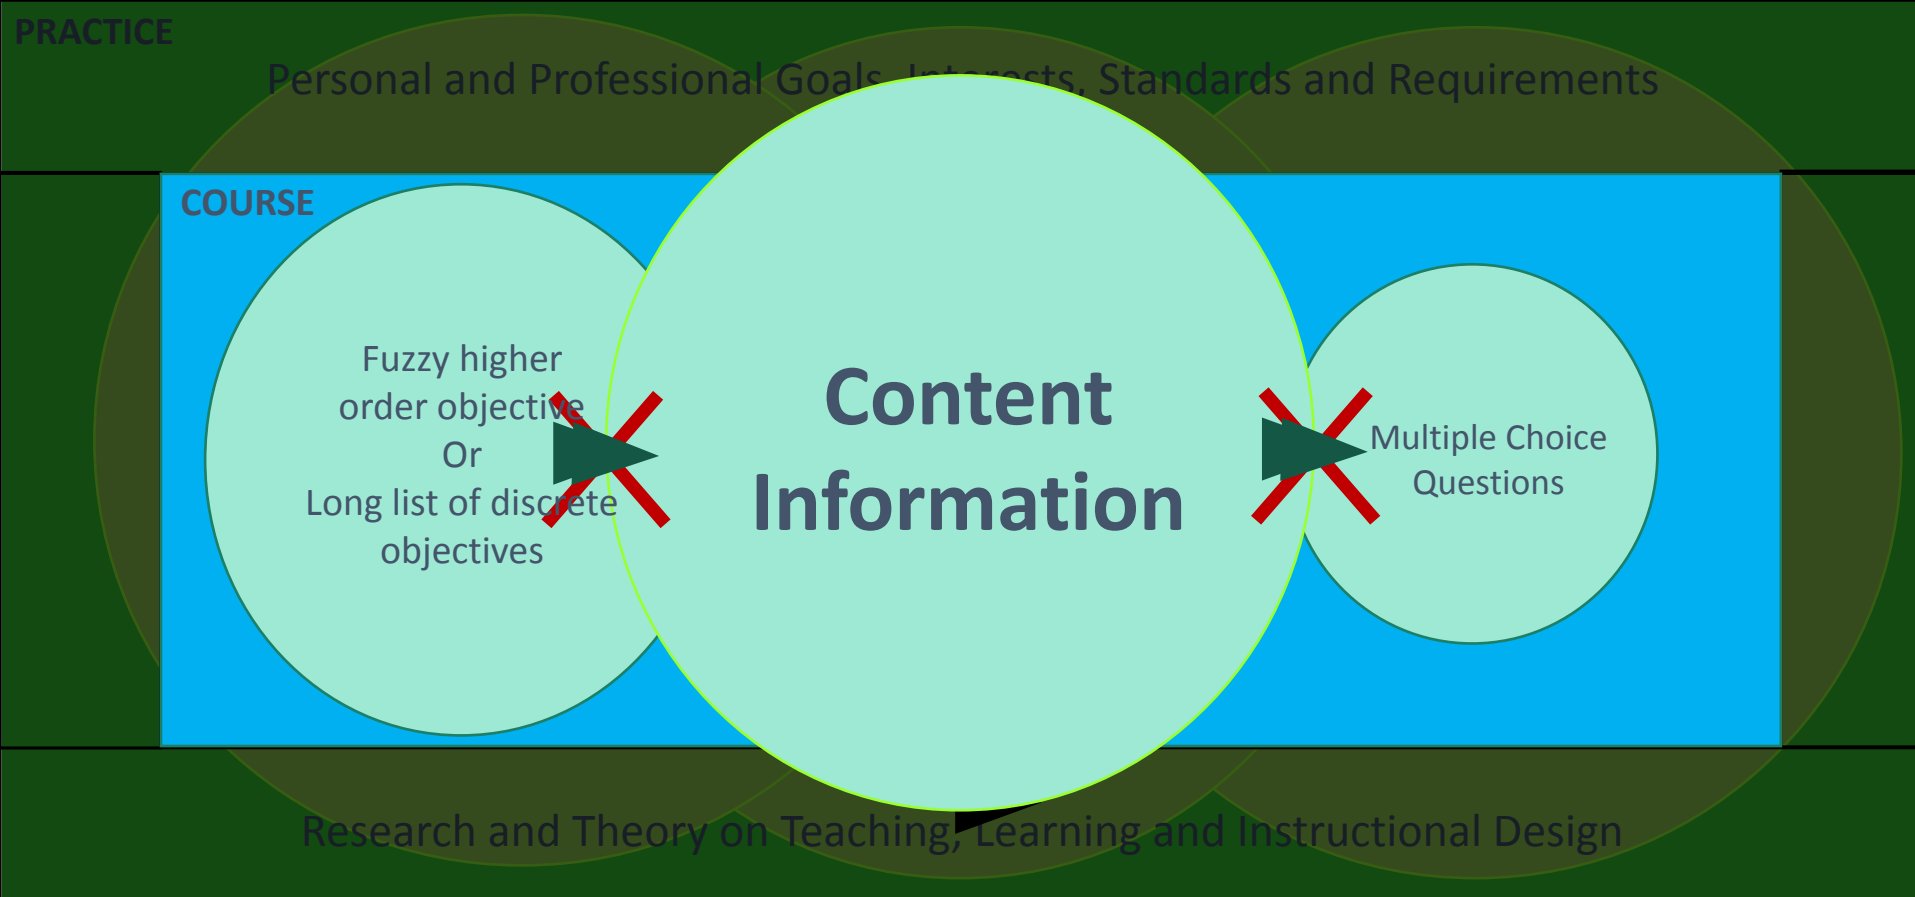 PRACTICE
Personal and Professional Goals, Interests, Standards and Requirements
COURSE
Fuzzy higher
order objective
Or
Long list of discrete
objectives
Content
Information
Multiple Choice
Questions
Research and Theory on Teaching, Learning and Instructional Design